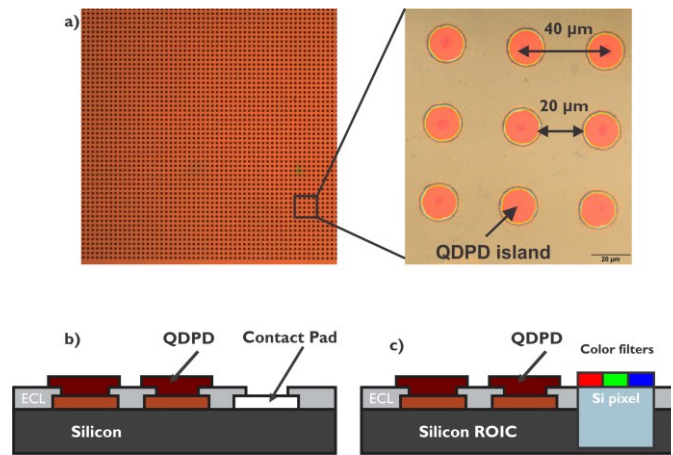 a)
40 µm
20 µm
QDPD island
20 µm
b)
QDPD
Contact Pad
ECL
Silicon
c)
QDPD
Color filters
ECL
Si pixel
Silicon ROIC